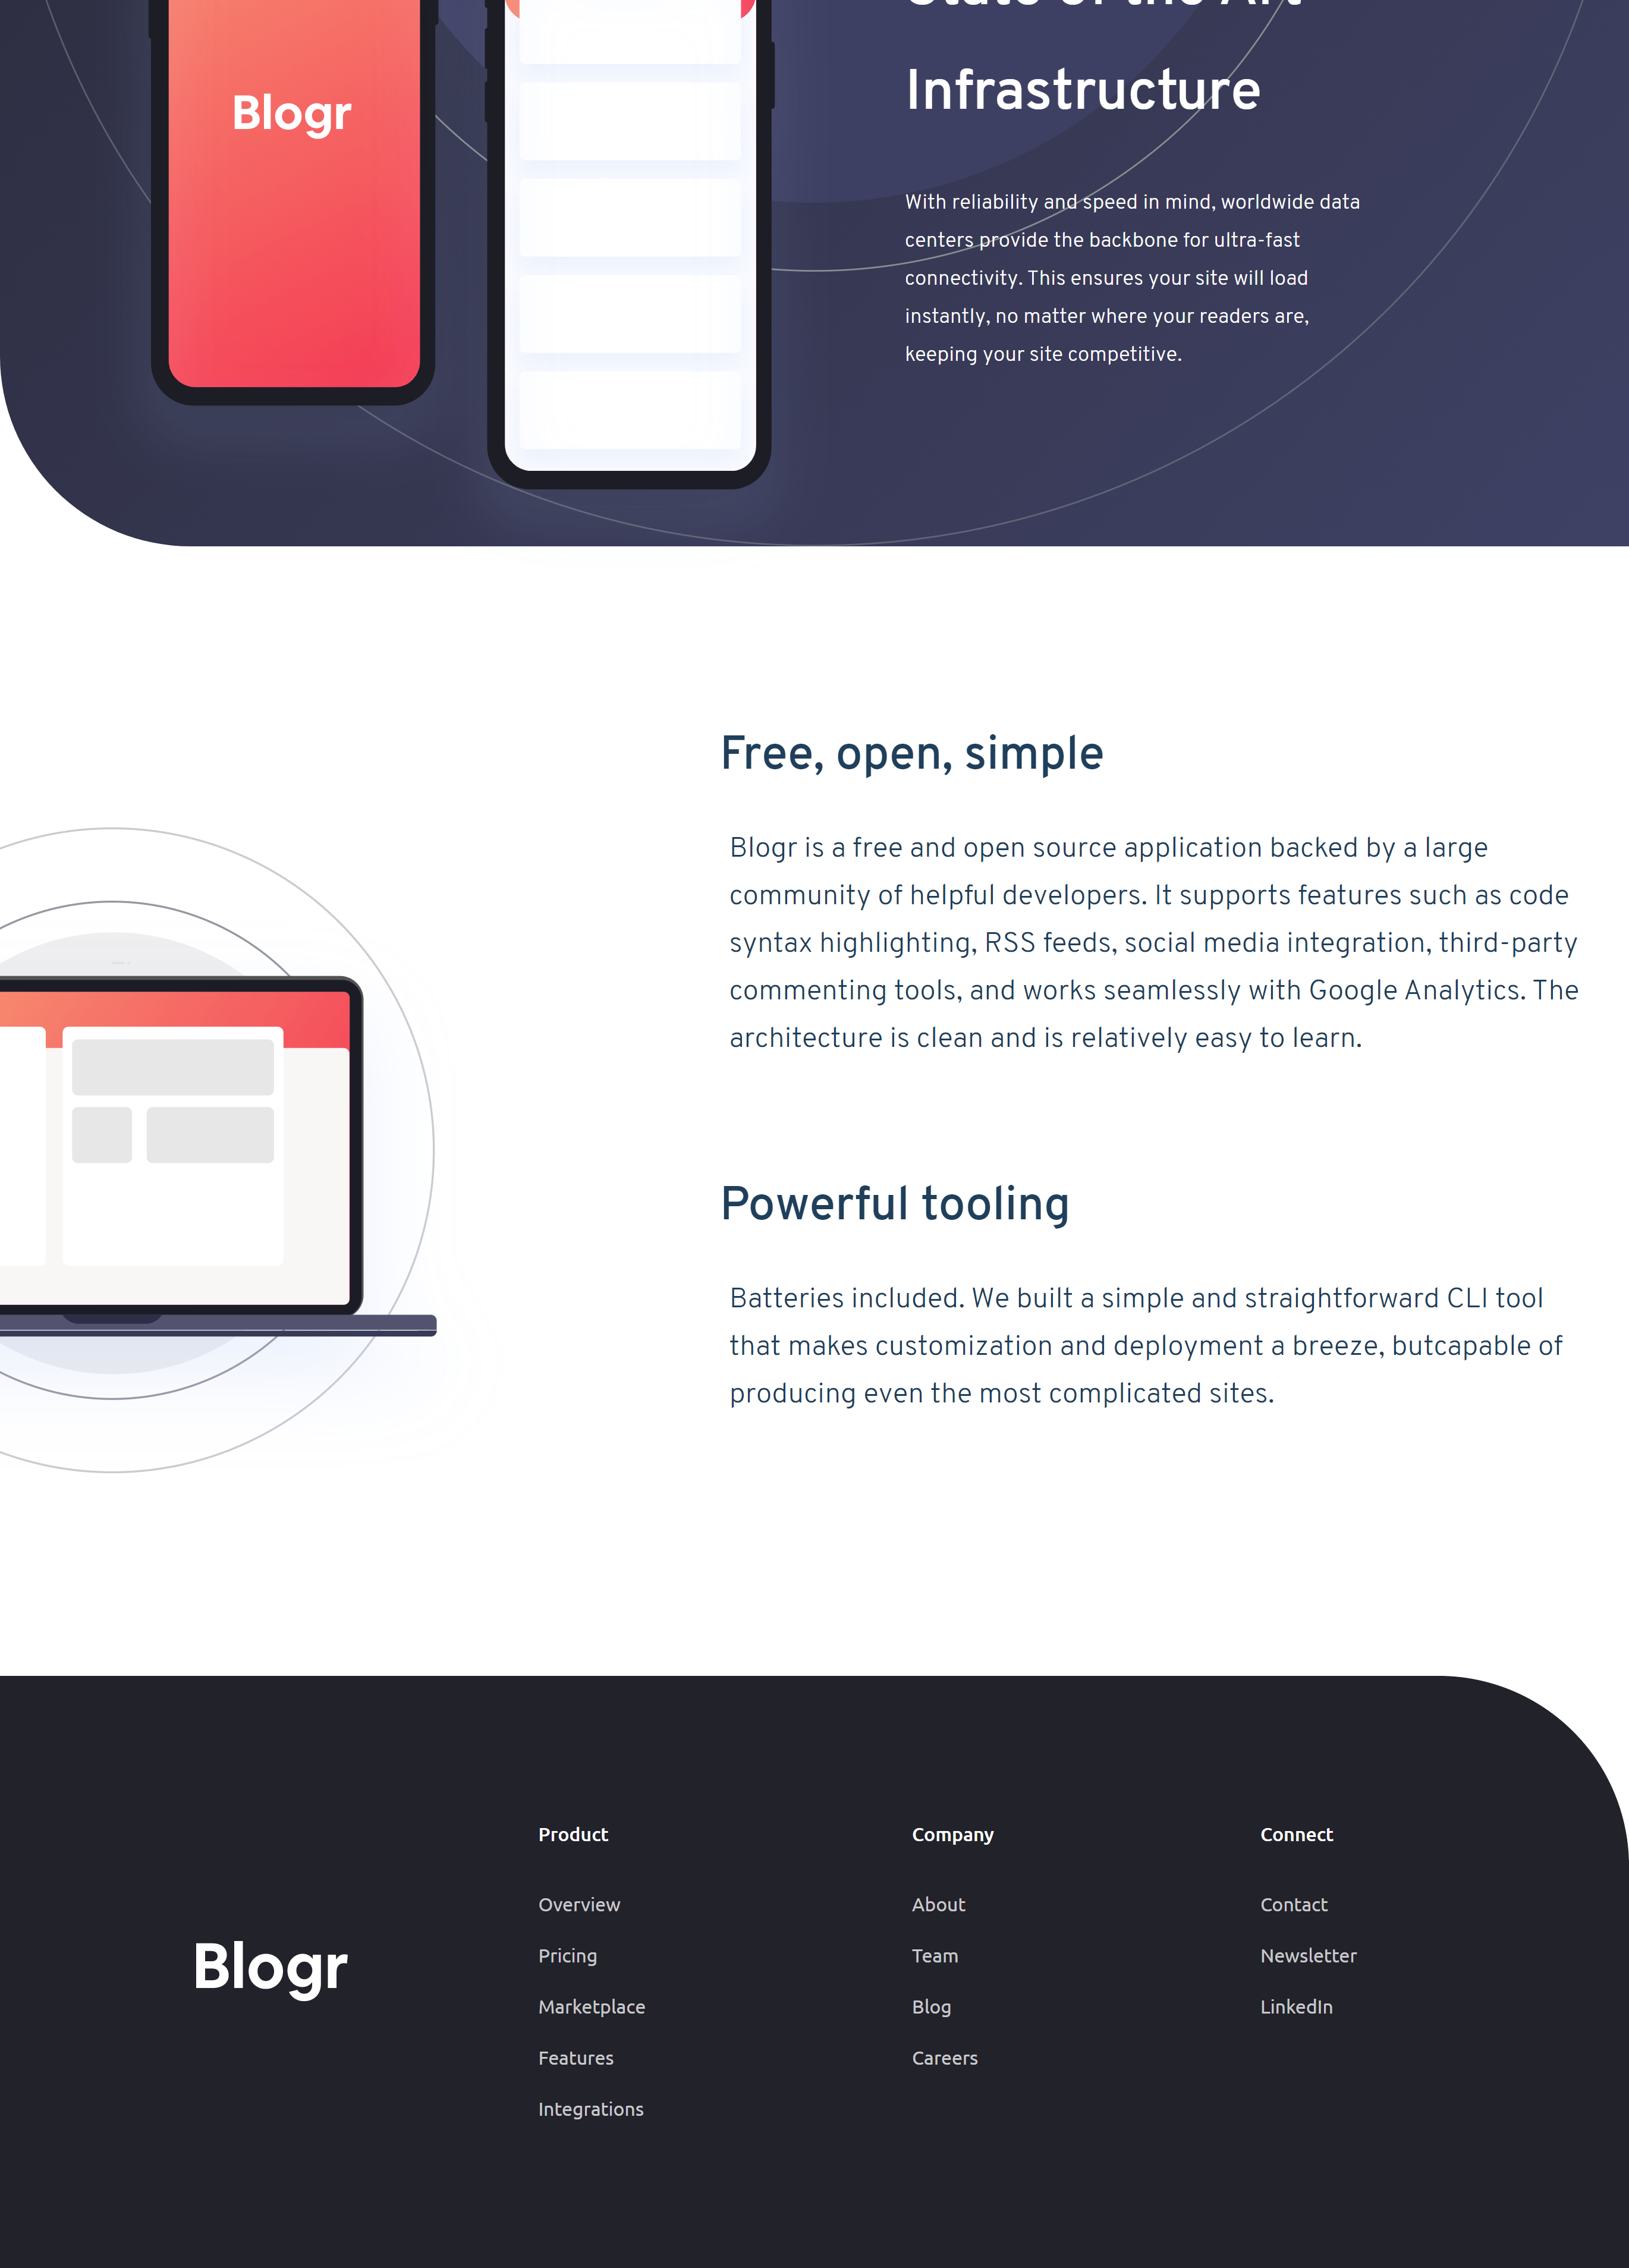 State of the Art
Infrastructure
Blogr
With reliability and speed in mind, worldwide data
centers provide the backbone for ultra-fast
connectivity. This ensures your site will load
instantly, no matter where your readers are,
keeping your site competitive.
Free, open, simple
Blogr is a free and open source application backed by a large
community of helpful developers. It supports features such as code
syntax highlighting, RSS feeds, social media integration, third-party
commenting tools, and works seamlessly with Google Analytics. The
architecture is clean and is relatively easy to learn.
Powerful tooling
Batteries included. We built a simple and straightforward CLI tool
that makes customization and deployment a breeze, butcapable of
producing even the most complicated sites.
Blogr
Product
Overview
Pricing
Marketplace
Features
Integrations
Company
About
Team
Blog
Careers
Connect
Contact
Newsletter
LinkedIn